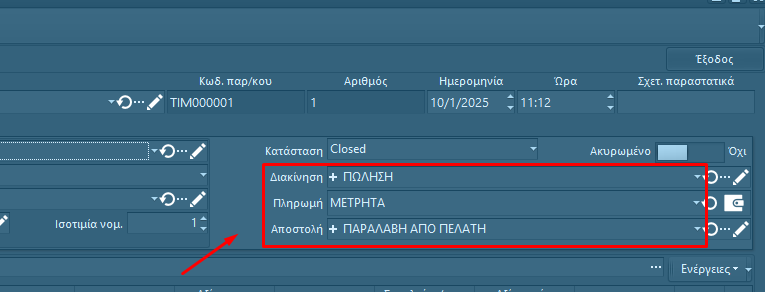 Έξοδος
Κωδ. παρ/κου Αριθμός Ημερομηνία Ώρα Σχετ. παραστατικά
TIM000001 1 10/1/2025 11:12
Κατάσταση Closed Ακυρωμένο Όχι
Διακίνηση + ΠΩΛΗΣΗ
Πληρωμή ΜΕΤΡΗΤΑ
Ισοτιμία νομ. 1 Αποστολή + ΠΑΡΑΛΑΒΗ ΑΠΟ ΠΕΛΑΤΗ
Ενέργειες